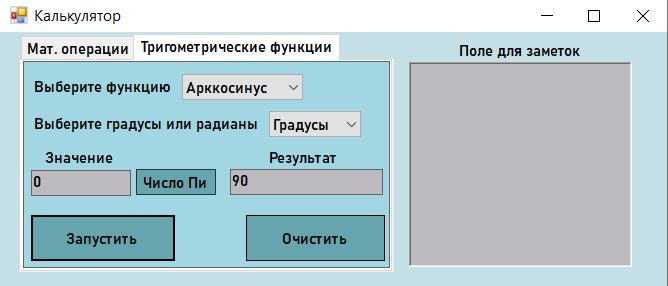 Калькулятор
Мат. операции
Тригометрические функции
Выберите функцию
Арккосинус
Выберите градусы или радианы
Градусы
Значение
Результат
0
Число Пи
90
Запустить
Очистить
Поле для заметок